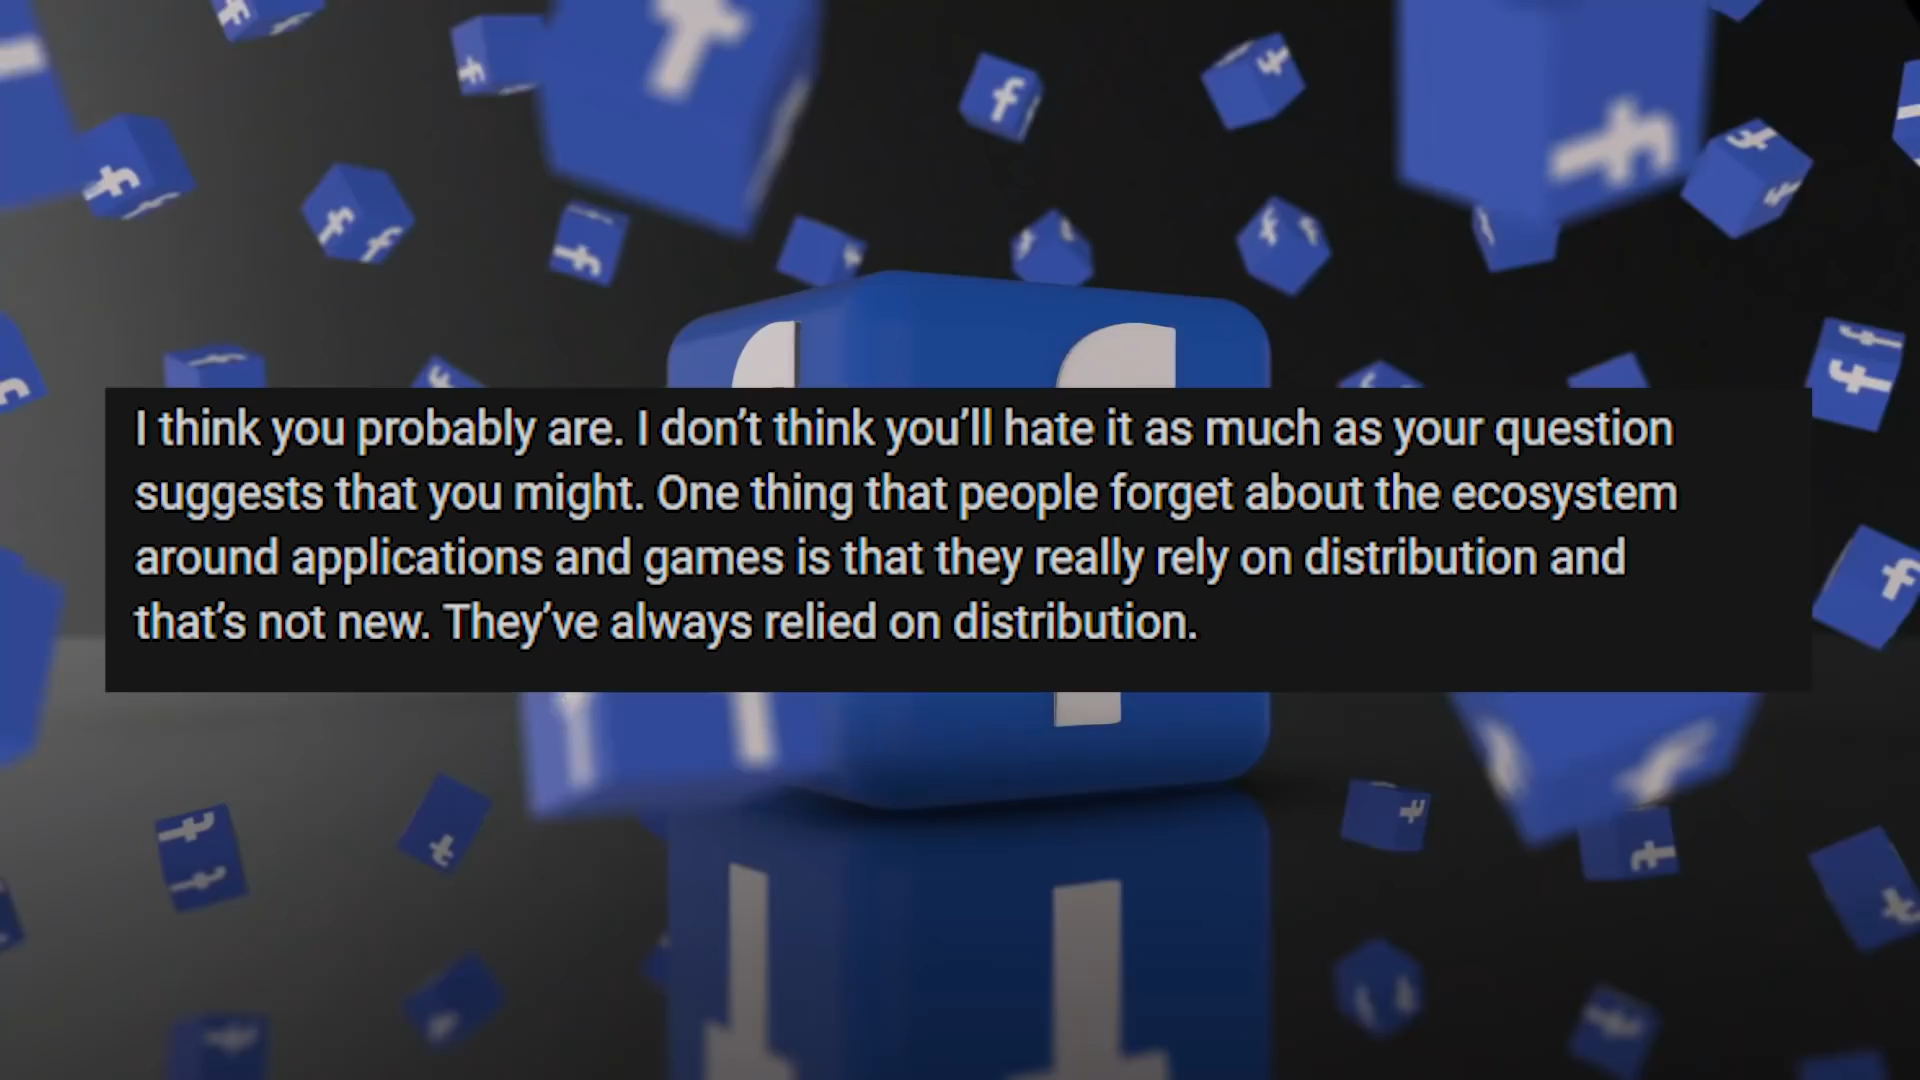 I think you probably are. I don’t think you’ll hate it as much as your question
suggests that you might. One thing that people forget about the ecosystem
around applications and games is that they really rely on distribution and
that’s not new. They’ve always relied on distribution.